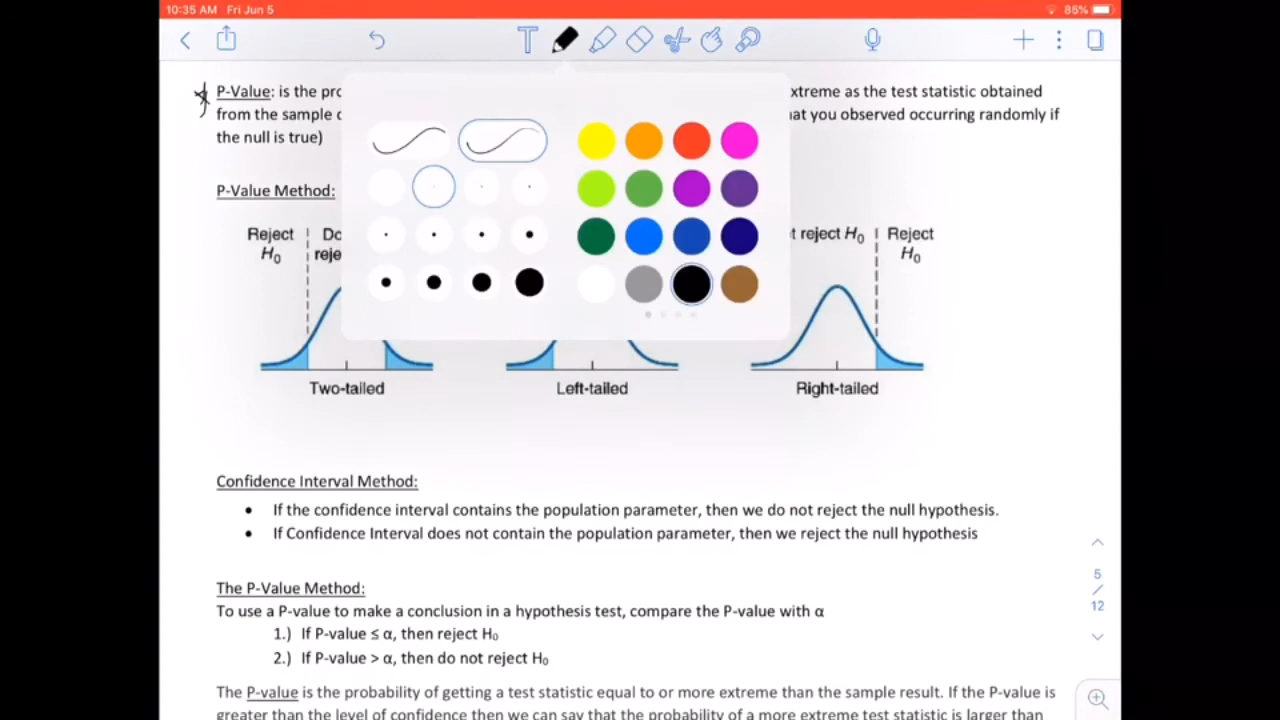 10:35 AM Fri Jun 5 85%
T
P-Value: is the pro xtreme as the test statistic obtained
from the sample at you observed occurring randomly if
the null is true)
P-Value Method:
Reject Do t reject H₀ Reject
H₀ reje H₀
Two-tailed Left-tailed Right-tailed
Confidence Interval Method:
• If the confidence interval contains the population parameter, then we do not reject the null hypothesis.
• If Confidence Interval does not contain the population parameter, then we reject the null hypothesis
5
/
12
The P-Value Method:
To use a P-value to make a conclusion in a hypothesis test, compare the P-value with α
1.) If P-value ≤ α, then reject H₀
2.) If P-value > α, then do not reject H₀
The P-value is the probability of getting a test statistic equal to or more extreme than the sample result. If the P-value is
greater than the level of confidence then we can say that the probability of a more extreme test statistic is larger than